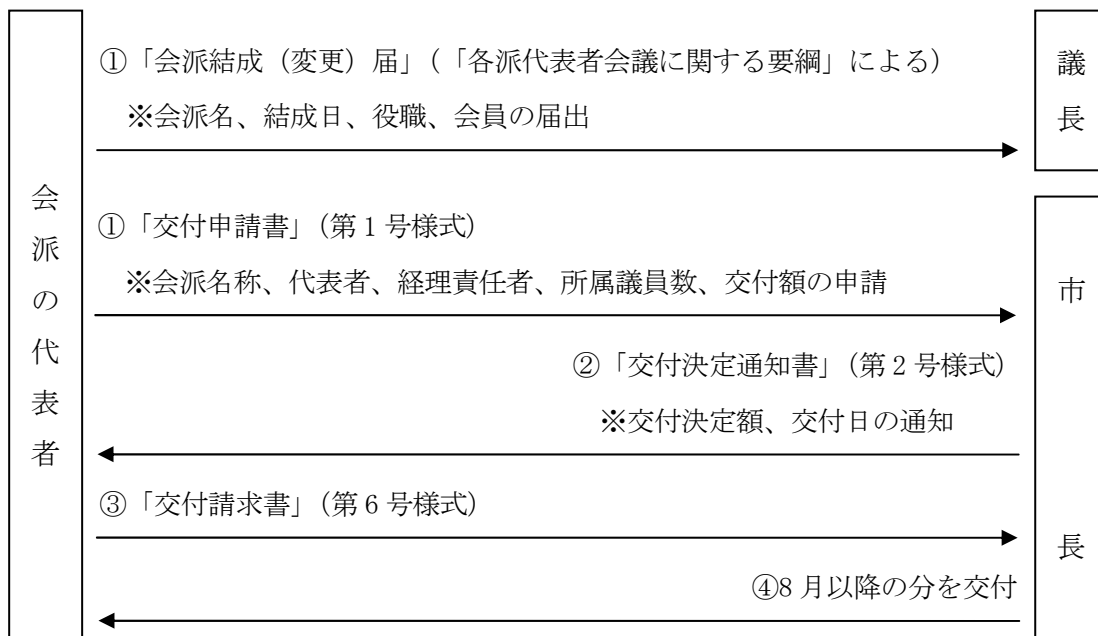 ①「会派結成（変更）届」（「各派代表者会議に関する要綱」による）
※会派名、結成日、役職、会員の届出
議長
会派の代表者
①「交付申請書」（第1号様式）
※会派名称、代表者、経理責任者、所属議員数、交付額の申請
市長
②「交付決定通知書」（第2号様式）
※交付決定額、交付日の通知
③「交付請求書」（第6号様式）
④8月以降の分を交付